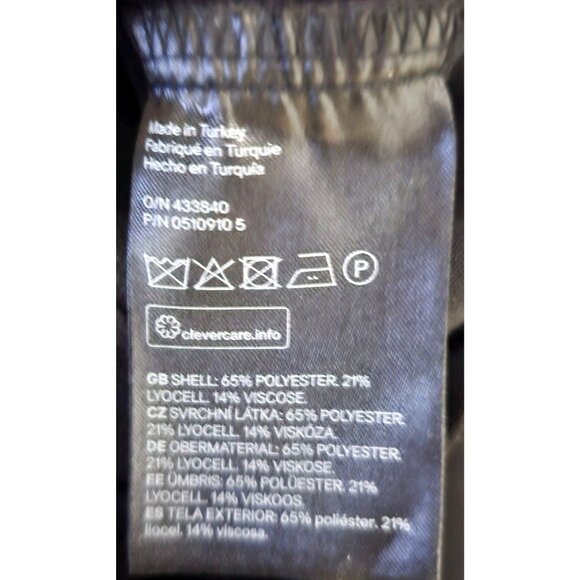 Made in Turkey
Fabriqué en Turquie
Hecho en Turquía
O/N 433840
P/N 0510910 5
P
clevercare.info
GB SHELL: 65% POLYESTER. 21%
LYOCELL. 14% VISCOSE.
CZ SVRCHNÍ LÁTKA: 65% POLYESTER.
21% LYOCELL. 14% VISKÓZA.
DE OBERMATERIAL: 65% POLYESTER.
21% LYOCELL. 14% VISKOSE.
EE ÜMBRIS: 65% POLÜESTER. 21%
LYOCELL. 14% VISKOOS.
ES TELA EXTERIOR: 65% poliéster. 21%
liocel. 14% viscosa.